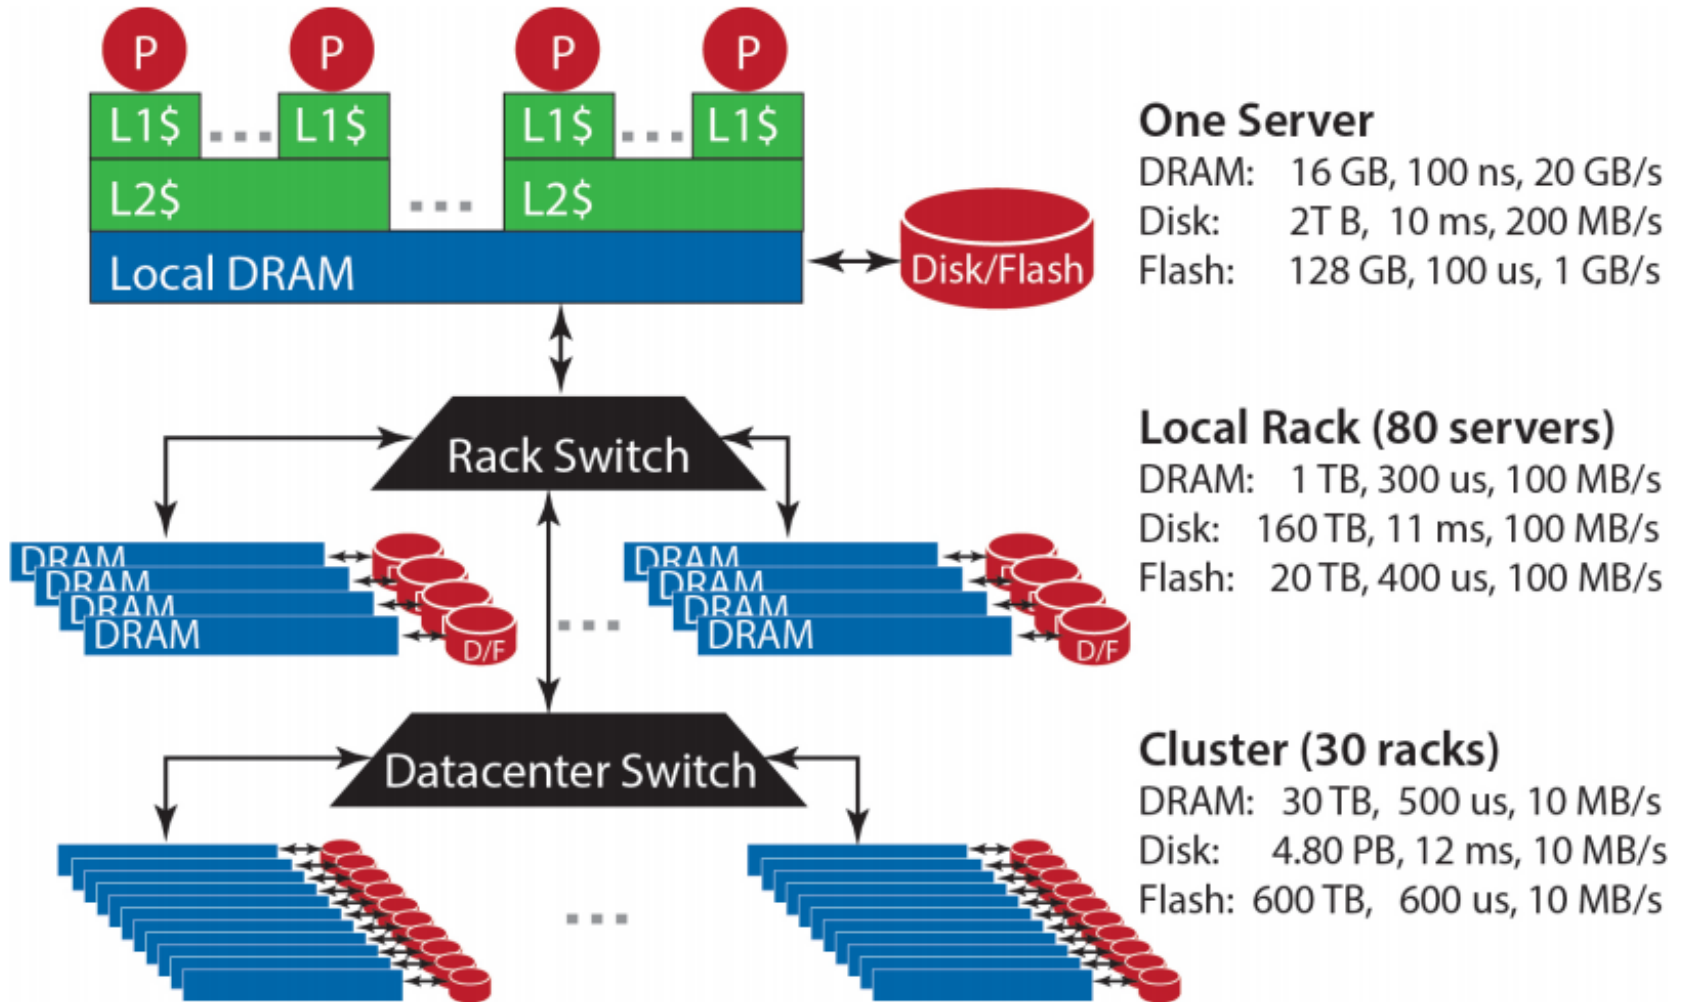 P P P P
L1$ L1$ L1$ L1$
L2$ L2$
Local DRAM
Disk/Flash
One Server
DRAM: 16 GB, 100 ns, 20 GB/s
Disk: 2T B, 10 ms, 200 MB/s
Flash: 128 GB, 100 us, 1 GB/s
Rack Switch
DRAM
DRAM
DRAM
DRAM
D/F
DRAM
DRAM
DRAM
DRAM
D/F
Local Rack (80 servers)
DRAM: 1 TB, 300 us, 100 MB/s
Disk: 160 TB, 11 ms, 100 MB/s
Flash: 20 TB, 400 us, 100 MB/s
Datacenter Switch
Cluster (30 racks)
DRAM: 30 TB, 500 us, 10 MB/s
Disk: 4.80 PB, 12 ms, 10 MB/s
Flash: 600 TB, 600 us, 10 MB/s